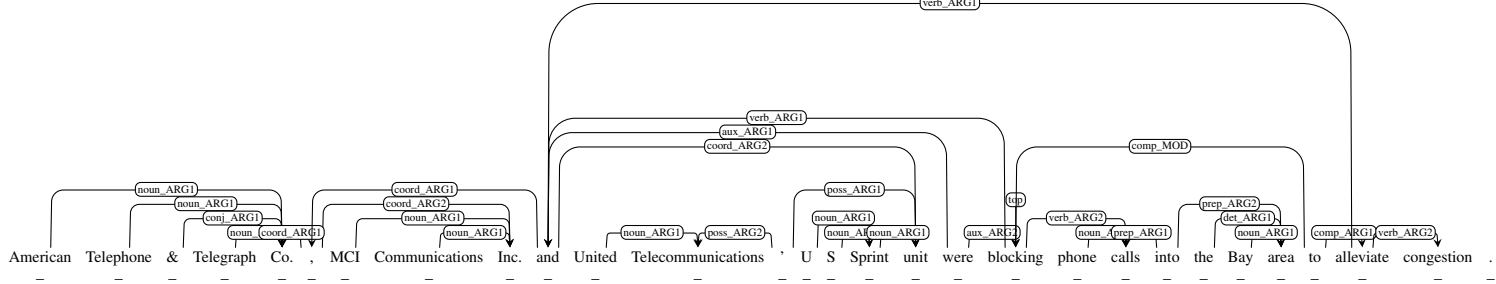 verb_ARG1
verb_ARG1
aux_ARG1
coord_ARG2 comp_MOD
noun_ARG1 coord_ARG1 poss_ARG1 top
noun_ARG1 coord_ARG2 prep_ARG2
conj_ARG1 noun_ARG1 noun_ARG1 verb_ARG2 det_ARG1
coord_ARG1 noun_ARG1 noun_ARG1 poss_ARG2 noun_ARG1 aux_ARG2 prep_ARG1 noun_ARG1 comp_ARG1 verb_ARG2
American Telephone & Telegraph Co. , MCI Communications Inc. and United Telecommunications ' U S Sprint unit were blocking phone calls into the Bay area to alleviate congestion .
_ _ _ _ _ _ _ _ _ _ _ _ _ _ _ _ _ _ _ _ _ _ _ _ _ _ _ _ _